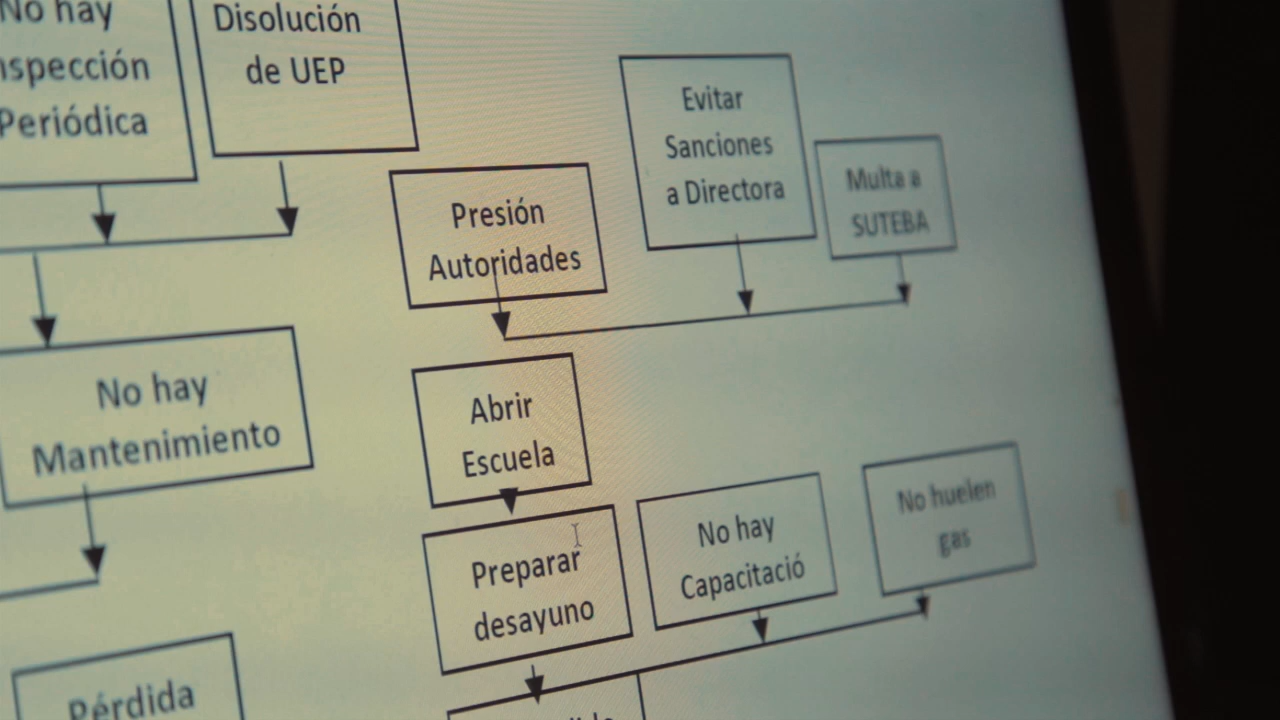 No hay
nspección
Periódica
Disolución
de UEP
Presión
Autoridades
Evitar
Sanciones
a Directora
Multa a
SUTEBA
No hay
Mantenimiento
Abrir
Escuela
Preparar
desayuno
No hay
Capacitació
No huelen
gas
Pérdida